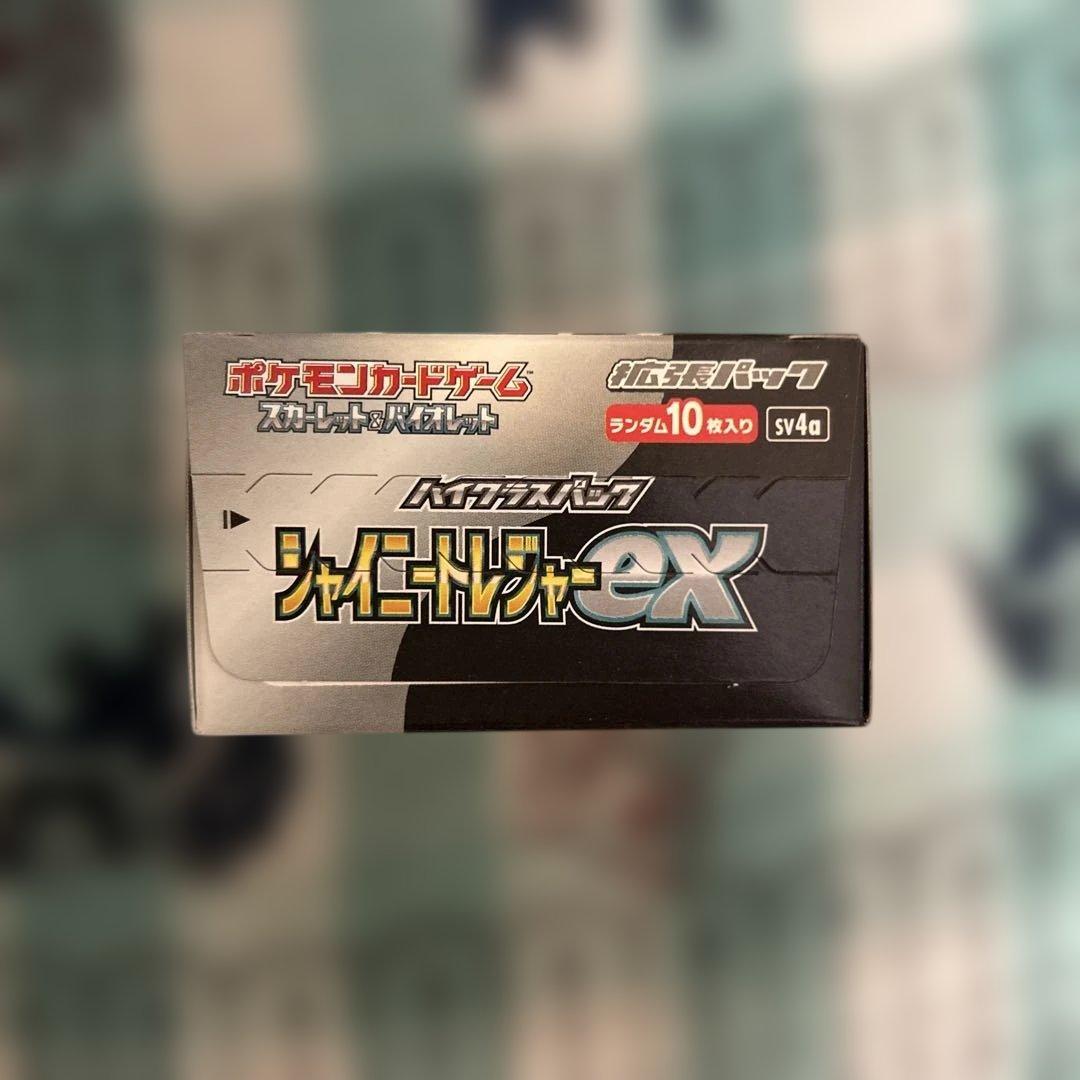 ポケモンカードゲーム™
スカーレット&バイオレット
拡張パック
ランダム10枚入り sv4a
ハイクラスパック
シャイニートレジャーex